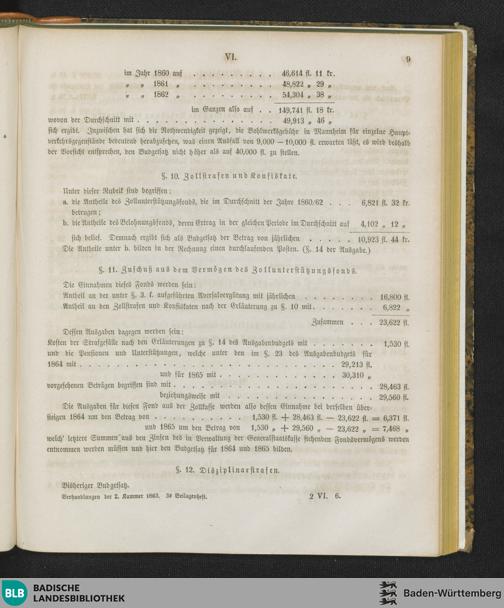 VI.
9
im Jahr 1860 auf . . . . . . . . . 46,614 fl. 11 kr.
„ „ 1861 „ . . . . . . . . . 48,822 „ 29 „
„ „ 1862 „ . . . . . . . . . 54,304 „ 38 „
im Ganzen also auf . . 149,741 fl. 18 kr.
wovon der Durchschnitt mit . . . . . . . . . . . . . . . 49,913 „ 46 „
sich ergibt. Inzwischen hat sich die Nothwendigkeit gezeigt, die Bohlwerksgebühr in Mannheim für einzelne Haupt-
verkehrsgegenstände bedeutend herabzusetzen, was einen Ausfall von 9,000 — 10,000 fl. erwarten läßt, es wird deshalb
der Vorsicht entsprechen, den Budgetsatz nicht höher als auf 40,000 fl. zu stellen.
§. 10. Zollstrafen und Konfiskate.
Unter dieser Rubrik sind begriffen:
a. die Antheile des Zollunterstützungsfonds, die im Durchschnitt der Jahre 1860/62 . . . 6,821 fl. 32 kr.
betragen;
b. die Antheile des Belohnungsfonds, deren Ertrag in der gleichen Periode im Durchschnitt auf 4,102 „ 12 „
sich belief. Demnach ergibt sich als Budgetsatz der Betrag von jährlichen . . . . . 10,923 fl. 44 kr.
Die Antheile unter b. bilden in der Rechnung einen durchlaufenden Posten. (§. 14 der Ausgabe.)
§. 11. Zuschuß aus dem Vermögen des Zollunterstützungsfonds.
Die Einnahmen dieses Fonds werden sein:
Antheil an der unter §. 3. f. aufgeführten Aversalvergütung mit jährlichen . . . . . . . . 16,800 fl.
Antheil an den Zollstrafen und Konfiskaten nach der Erläuterung zu §. 10 mit . . . . . . . 6,822 „
Zusammen . . . 23,622 fl.
Dessen Ausgaben dagegen werden sein:
Kosten der Strafgefälle nach den Erläuterungen zu §. 14 des Ausgabenbudgets mit . . . . . . . 1,530 fl.
und die Pensionen und Unterstützungen, welche unter den im §. 23 des Ausgabenbudgets für
1864 mit . . . . . . . . . . . . . . . . . . . 29,213 fl.
und für 1865 mit . . . . . . . . . . 30,310 „
vorgesehenen Beträgen begriffen sind mit . . . . . . . . . . . . . . . . 28,463 fl.
beziehungsweise mit . . . . . . . . . . . . . . 29,560 fl.
Die Ausgaben für diesen Fond aus der Zollkasse werden also dessen Einnahme bei derselben über-
steigen 1864 um den Betrag von . . . . . . . . 1,530 fl. + 28,463 fl. — 23,622 fl. = 6,371 fl.
und 1865 um den Betrag von 1,530 „ + 29,560 „ — 23,622 „ = 7,468 „
welch' letztere Summen aus den Zinsen des in Verwaltung der Generalstaatskasse stehenden Fondsvermögens werden
entnommen werden müssen und hier den Budgetsatz für 1864 und 1865 bilden.
§. 12. Disziplinarstrafen.
Bisheriger Budgetsatz.
Verhandlungen der 2. Kammer 1863. 3s Beilagenheft.
2 VI. 6.
BLB BADISCHE
LANDESBIBLIOTHEK
Baden-Württemberg